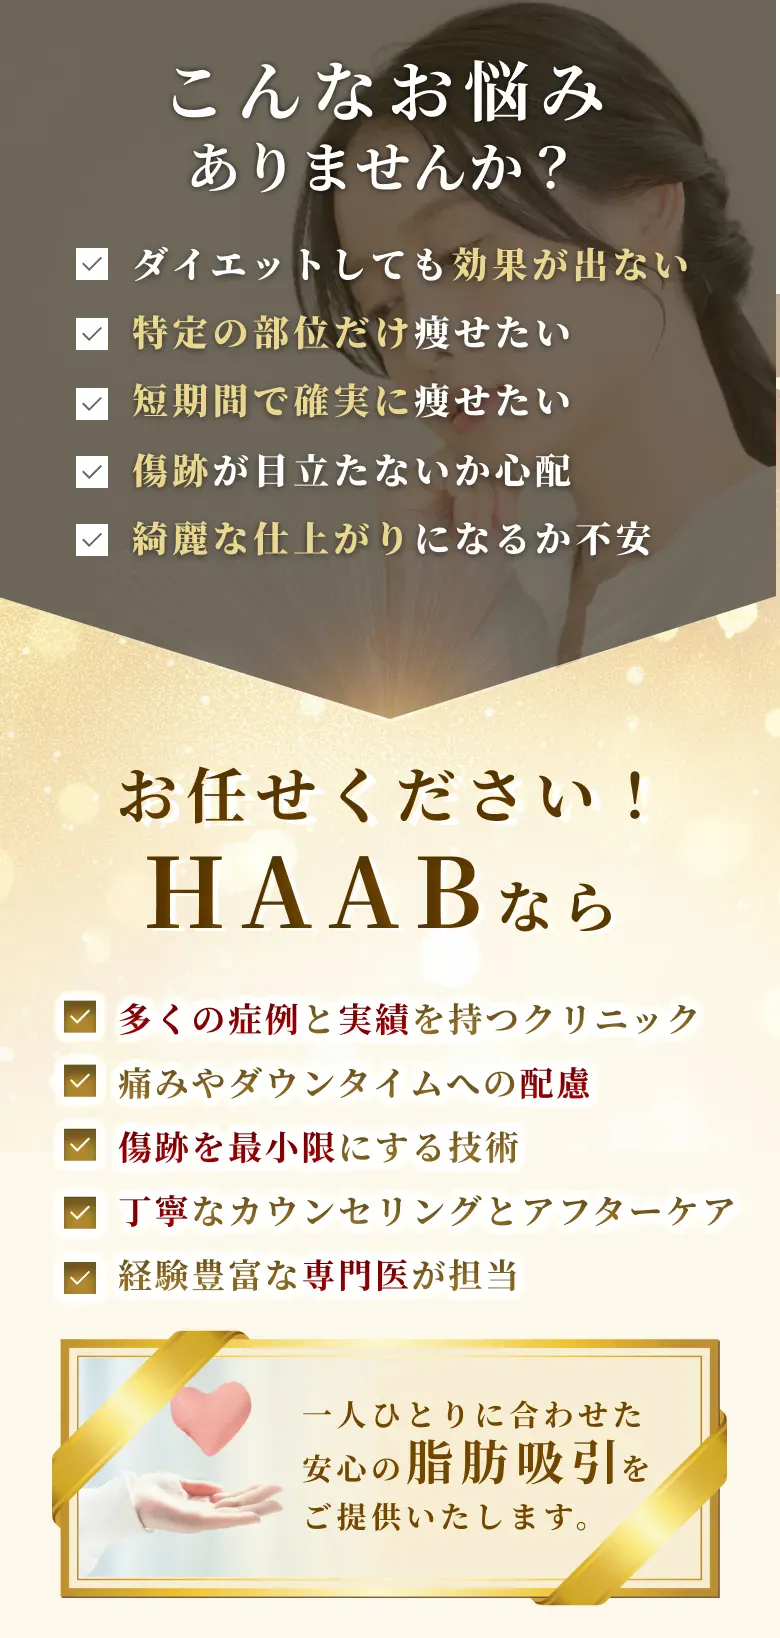 こんなお悩み
ありませんか？
ダイエットしても効果が出ない
特定の部位だけ痩せたい
短期間で確実に痩せたい
傷跡が目立たないか心配
綺麗な仕上がりになるか不安
お任せください！
HAABなら
多くの症例と実績を持つクリニック
痛みやダウンタイムへの配慮
傷跡を最小限にする技術
丁寧なカウンセリングとアフターケア
経験豊富な専門医が担当
一人ひとりに合わせた
安心の脂肪吸引を
ご提供いたします。